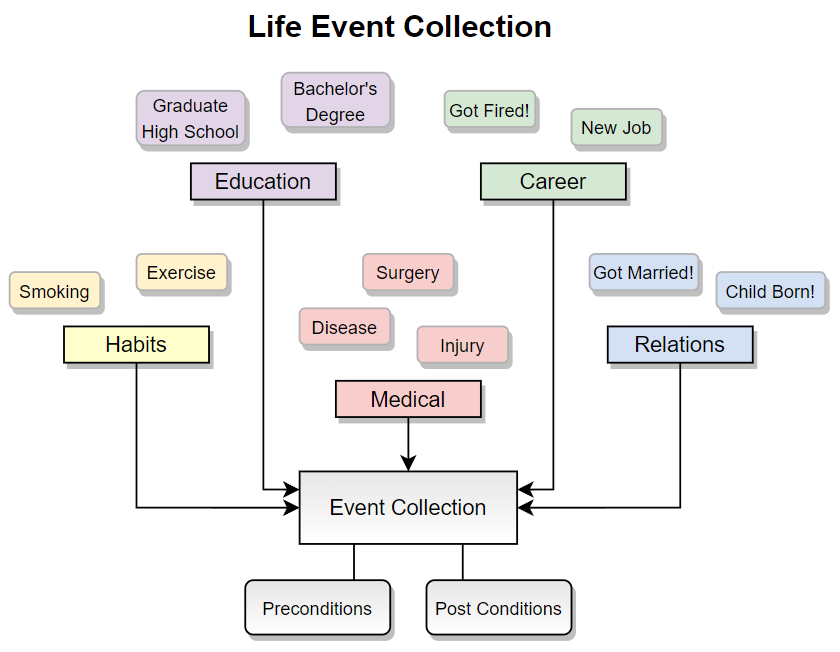 Life Event Collection
Graduate
High School
Bachelor's
Degree
Got Fired!
New Job
Education
Career
Smoking
Exercise
Surgery
Disease
Injury
Got Married!
Child Born!
Habits
Medical
Relations
Event Collection
Preconditions
Post Conditions